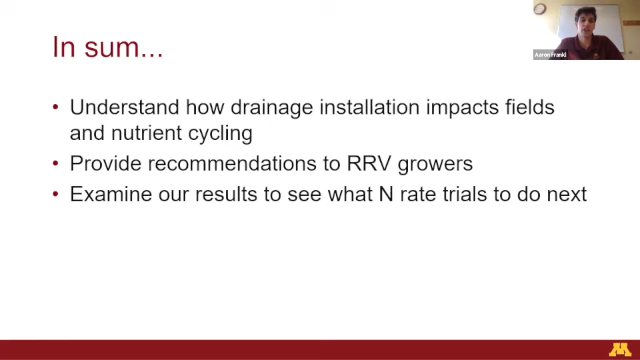 In sum...
• Understand how drainage installation impacts fields
and nutrient cycling
• Provide recommendations to RRV growers
• Examine our results to see what N rate trials to do next
Aaron Frankl
M